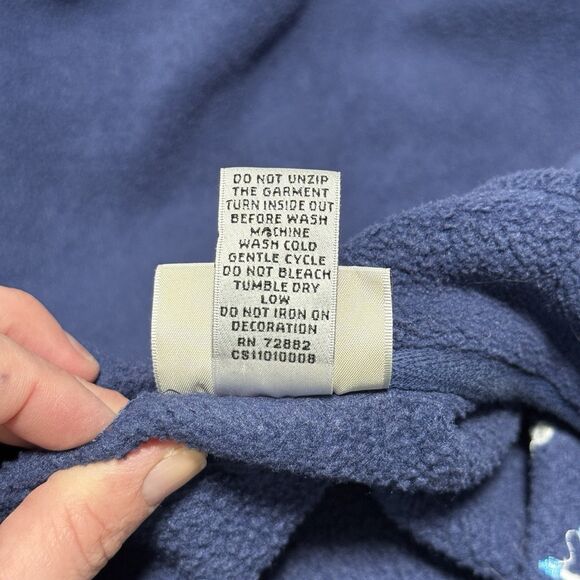 DO NOT UNZIP
THE GARMENT
TURN INSIDE OUT
BEFORE WASH
MACHINE
WASH COLD
GENTLE CYCLE
DO NOT BLEACH
TUMBLE DRY
LOW
DO NOT IRON ON
DECORATION
RN 72882
CS11010008